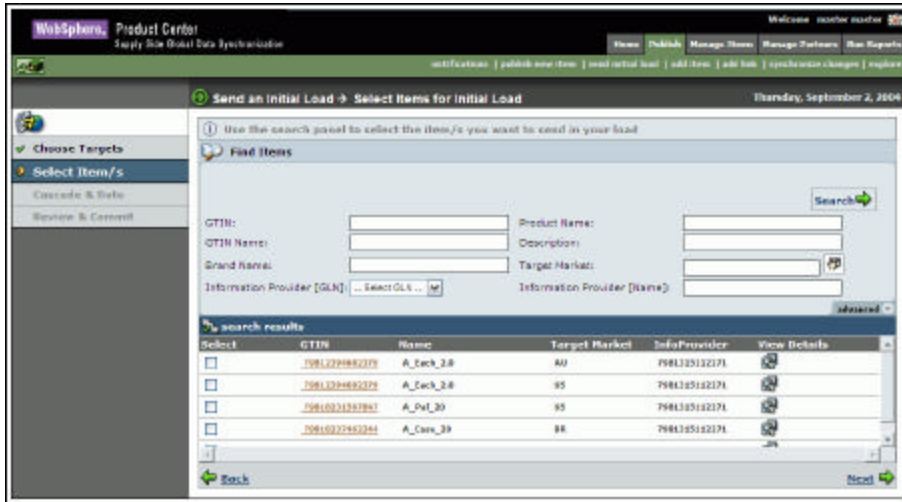 WebSphere. Product Center
Supply Side Global Data Synchronization
Welcome master master
Home Publish Manage Items Manage Partners Run Reports
notifications | publish new item | send initial load | add item | add link | synchronize changes | explore
Send an Initial Load → Select Items for Initial Load
Thursday, September 2, 2004
Use the search panel to select the item/s you want to send in your load
Choose Targets
Select Item/s
Cascade & Date
Review & Commit
Find Items
Search
GTIN:
Product Name:
GTIN Name:
Description:
Brand Name:
Target Market:
Information Provider [GLN]: ... Select GLN ...
Information Provider [Name]:
advanced
search results
Select GTIN Name Target Market InfoProvider View Details
A_Each_2.0 AU
A_Each_2.0
A_Pal_20
A_Case_20 BR
Back
Next